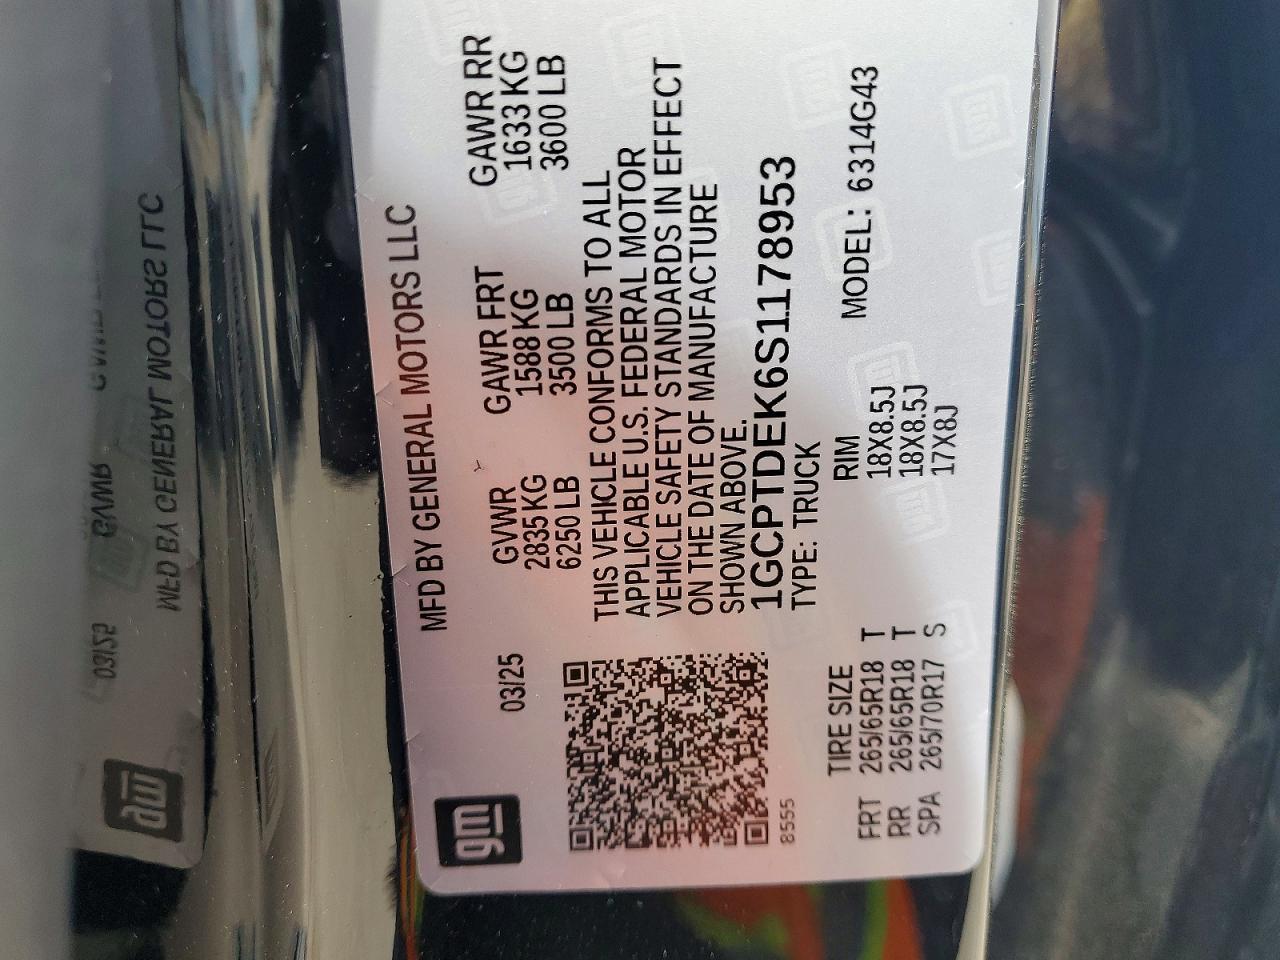 gm
MFD BY GENERAL MOTORS LLC
03/25
GVWR GAWR FRT GAWR RR
2835 KG 1588 KG 1633 KG
6250 LB 3500 LB 3600 LB
THIS VEHICLE CONFORMS TO ALL
APPLICABLE U.S. FEDERAL MOTOR
VEHICLE SAFETY STANDARDS IN EFFECT
ON THE DATE OF MANUFACTURE
SHOWN ABOVE.
1GCPTDEK6S1178953
8555
TYPE: TRUCK
MODEL: 6314G43
TIRE SIZE RIM
FRT 265/65R18 T 18X8.5J
RR 265/65R18 T 18X8.5J
SPA 265/70R17 S 17X8J